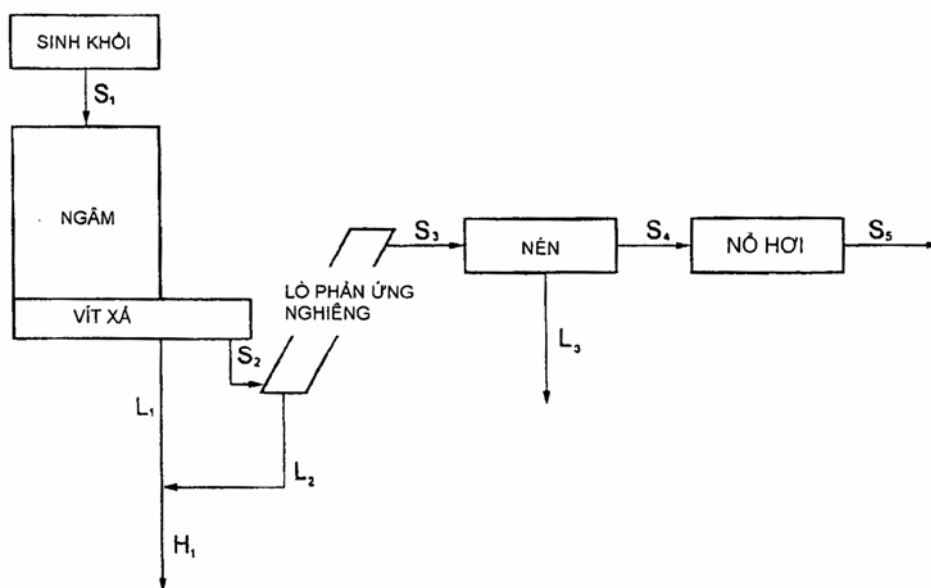 SINH KHỐI
S₁
NGÂM
VÍT XẢ
S₂
L₁
L₂
H₁
LÒ PHẢN ỨNG
NGHIÊNG
S₃
NÉN
S₄
NỔ HƠI
S₅
L₃